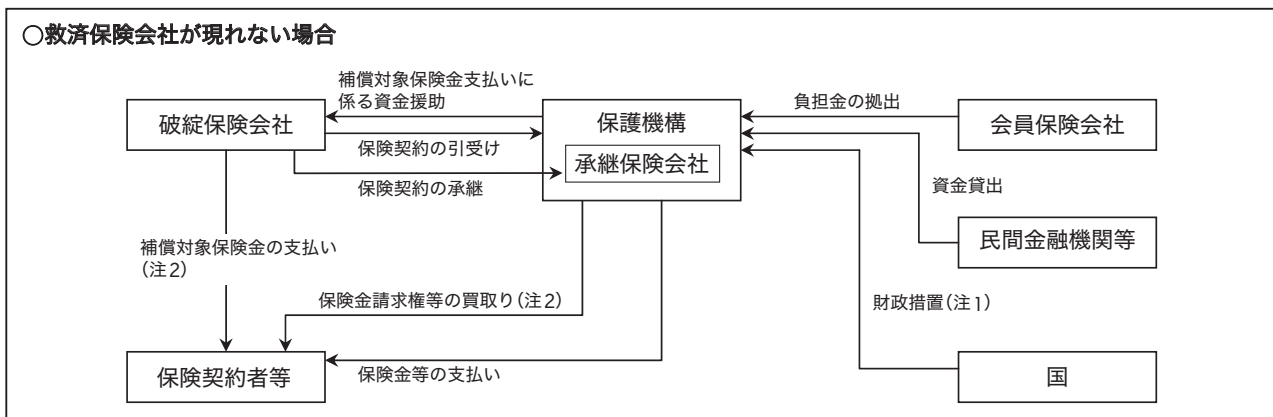 ○救済保険会社が現れない場合
補償対象保険金支払いに
係る資金援助
破綻保険会社
保護機構
承継保険会社
負担金の拠出
会員保険会社
保険契約の引受け
保険契約の承継
資金貸出
民間金融機関等
補償対象保険金の支払い
(注2)
保険金請求権等の買取り(注2)
財政措置(注1)
保険契約者等
保険金等の支払い
国